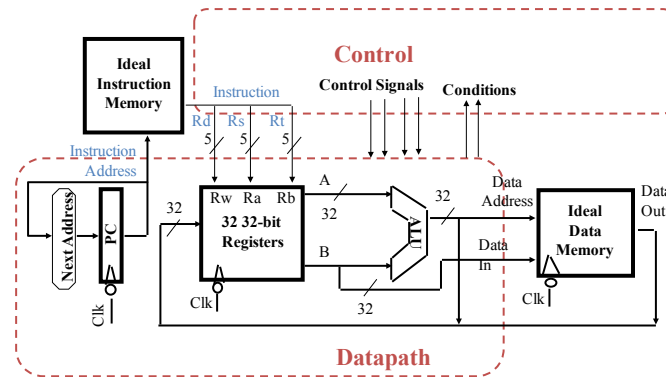 Control
Ideal
Instruction
Memory
Control Signals
Conditions
Instruction
Rd
Rs
Rt
5
5
5
Instruction
Address
Rw
Ra
Rb
32 32-bit
Registers
32
A
32
B
32
ALU
32
Data
Address
Data
In
Ideal
Data
Memory
Data
Out
Next Address
PC
Clk
Clk
Clk
Datapath